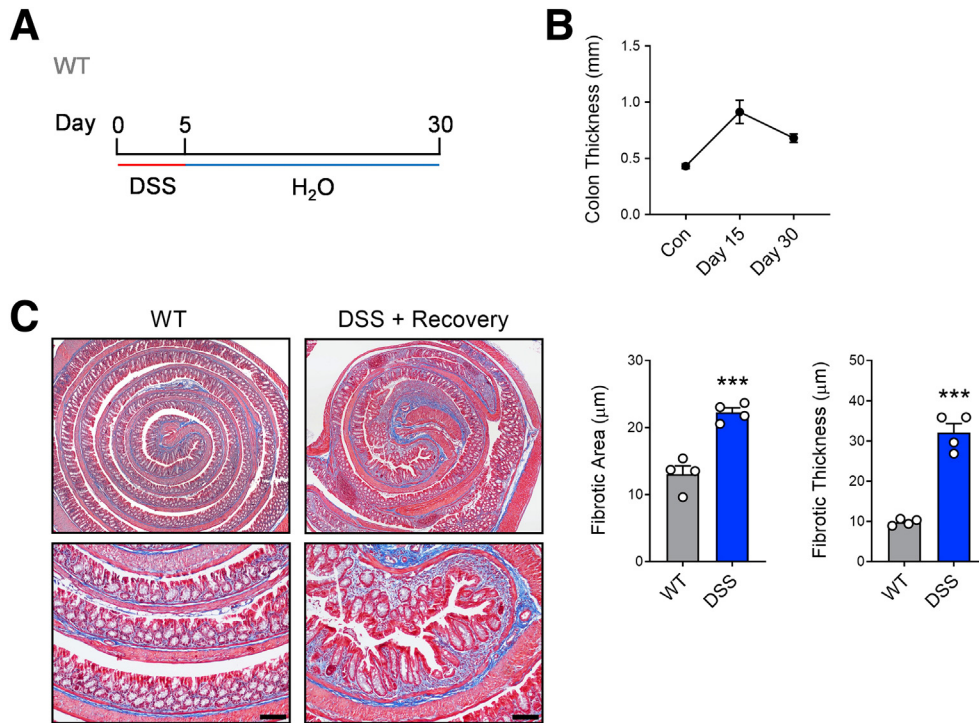 A
WT
Day 0 5 30
DSS H₂O
B
Colon Thickness (mm)
1.5
1.0
0.5
0.0
Con Day 15 Day 30
C
WT DSS + Recovery
Fibrotic Area (μm)
30
20
10
0
***
WT DSS
Fibrotic Thickness (μm)
50
40
30
20
10
0
***
WT DSS